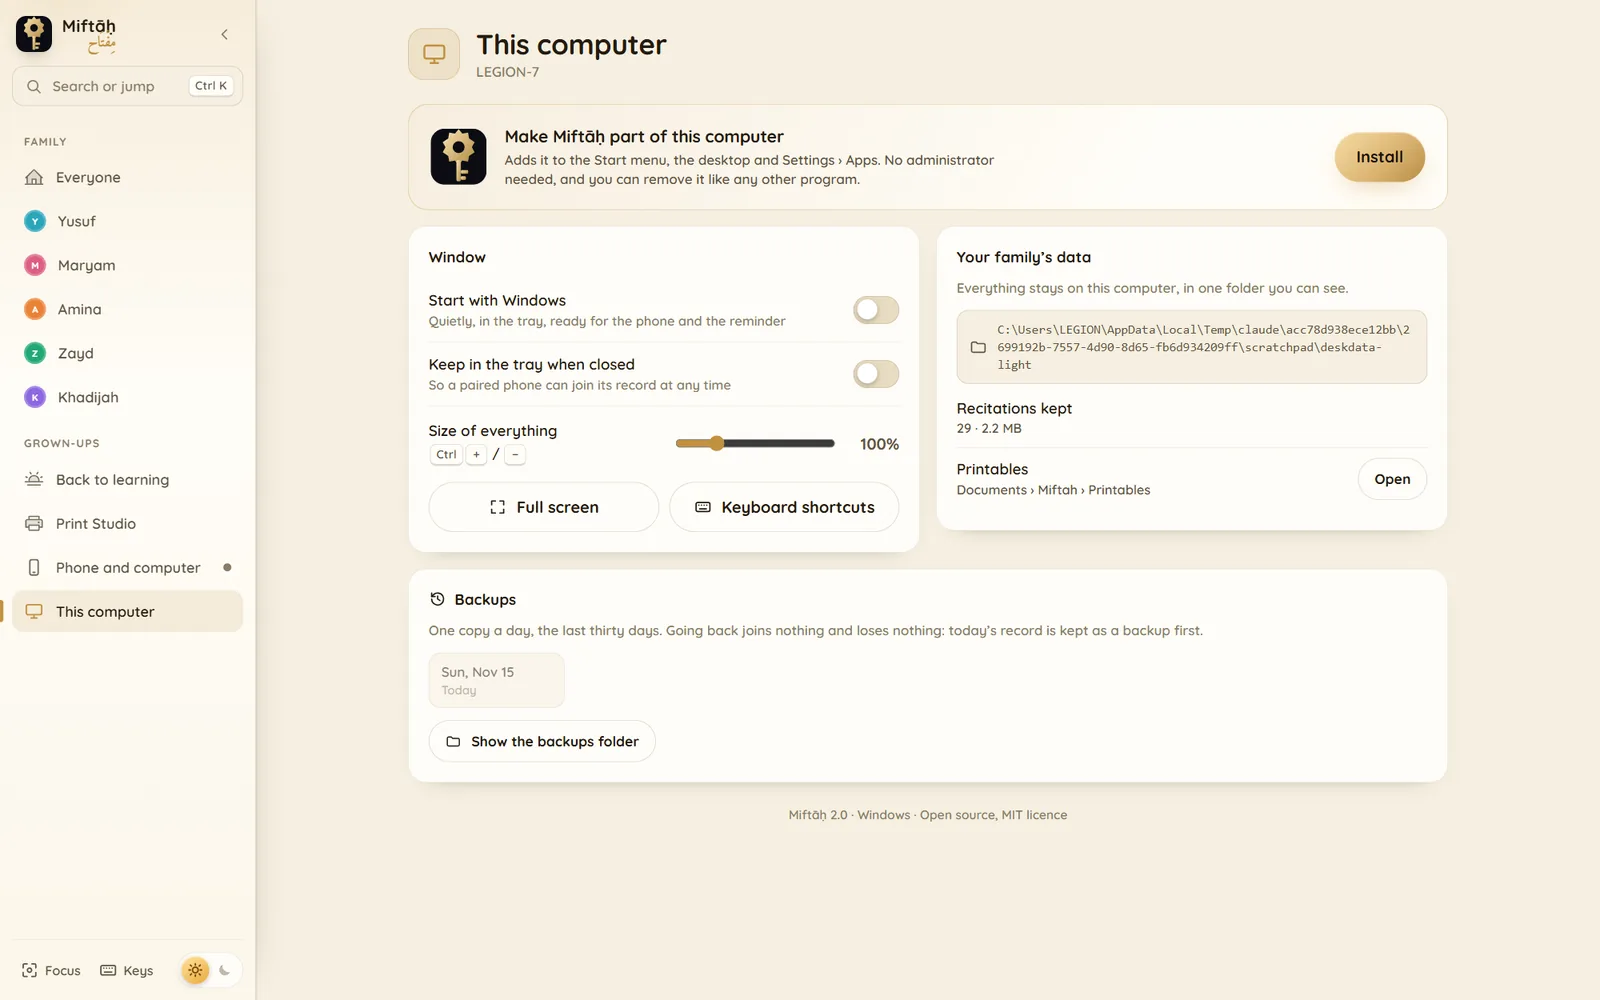 Miftāḥ
مِفتاح
Search or jump
Ctrl K
FAMILY
Everyone
Y
Yusuf
M
Maryam
A
Amina
Z
Zayd
K
Khadijah
GROWN-UPS
Back to learning
Print Studio
Phone and computer
This computer
Focus
Keys
This computer
LEGION-7
Make Miftāḥ part of this computer
Adds it to the Start menu, the desktop and Settings › Apps. No administrator
needed, and you can remove it like any other program.
Install
Window
Start with Windows
Quietly, in the tray, ready for the phone and the reminder
Keep in the tray when closed
So a paired phone can join its record at any time
Size of everything
Ctrl + / −
100%
Full screen
Keyboard shortcuts
Your family’s data
Everything stays on this computer, in one folder you can see.
C:\Users\LEGION\AppData\Local\Temp\claude\acc78d938ece12bb\2
699192b-7557-4d90-8d65-fb6d934209ff\scratchpad\deskdata-
light
Recitations kept
29 · 2.2 MB
Printables
Documents › Miftah › Printables
Open
Backups
One copy a day, the last thirty days. Going back joins nothing and loses nothing: today’s record is kept as a backup first.
Sun, Nov 15
Today
Show the backups folder
Miftāḥ 2.0 · Windows · Open source, MIT licence